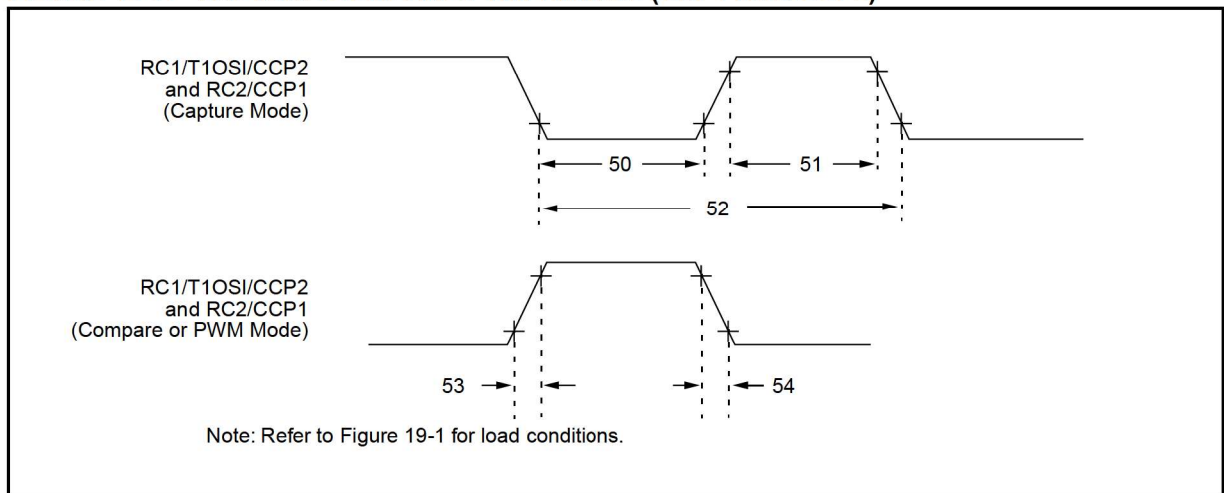 RC1/T1OSI/CCP2
and RC2/CCP1
(Capture Mode)
50
51
52
RC1/T1OSI/CCP2
and RC2/CCP1
(Compare or PWM Mode)
53
54
Note: Refer to Figure 19-1 for load conditions.